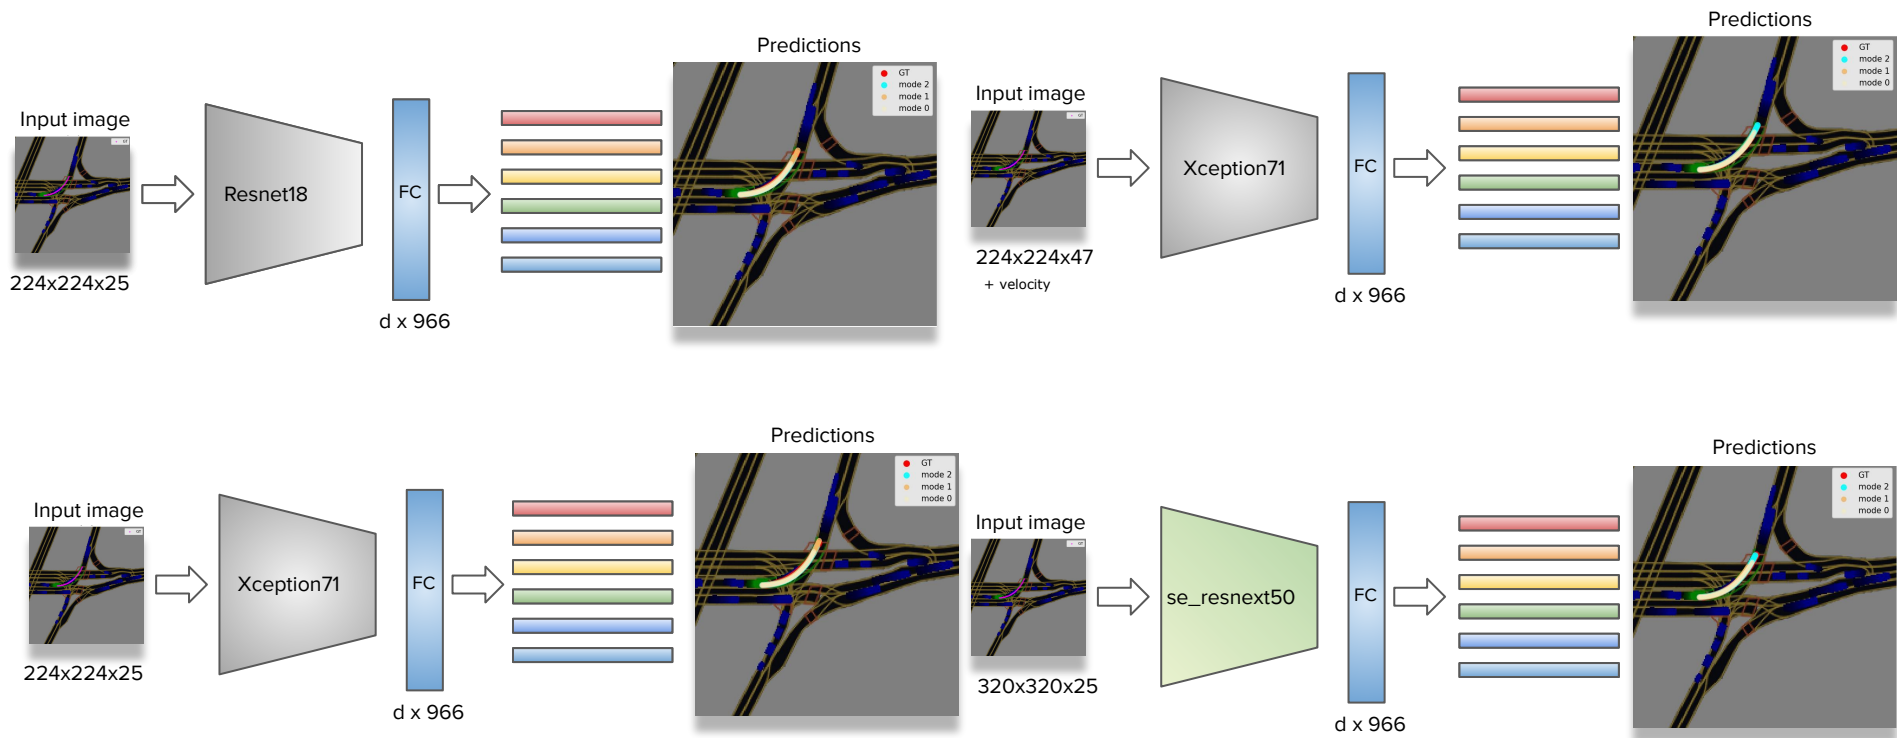 Input image
224x224x25
Resnet18
FC
d x 966
Predictions
GT
mode 2
mode 1
mode 0
Input image
224x224x47
+ velocity
Xception71
FC
d x 966
Predictions
GT
mode 2
mode 1
mode 0
Input image
224x224x25
Xception71
FC
d x 966
Predictions
GT
mode 2
mode 1
mode 0
Input image
320x320x25
se_resnext50
FC
d x 966
Predictions
GT
mode 2
mode 1
mode 0